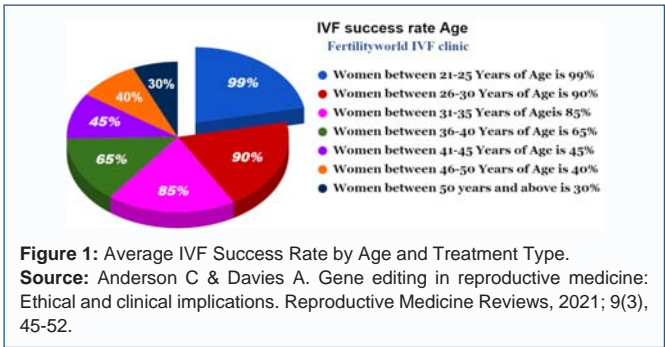 IVF success rate Age
Fertilityworld IVF clinic
Women between 21-25 Years of Age is 99%
Women between 26-30 Years of Age is 90%
Women between 31-35 Years of Ageis 85%
Women between 36-40 Years of Age is 65%
Women between 41-45 Years of Age is 45%
Women between 46-50 Years of Age is 40%
Women between 50 years and above is 30%
99%
90%
85%
65%
45%
40%
30%
Figure 1: Average IVF Success Rate by Age and Treatment Type.
Source: Anderson C & Davies A. Gene editing in reproductive medicine:
Ethical and clinical implications. Reproductive Medicine Reviews, 2021; 9(3),
45-52.